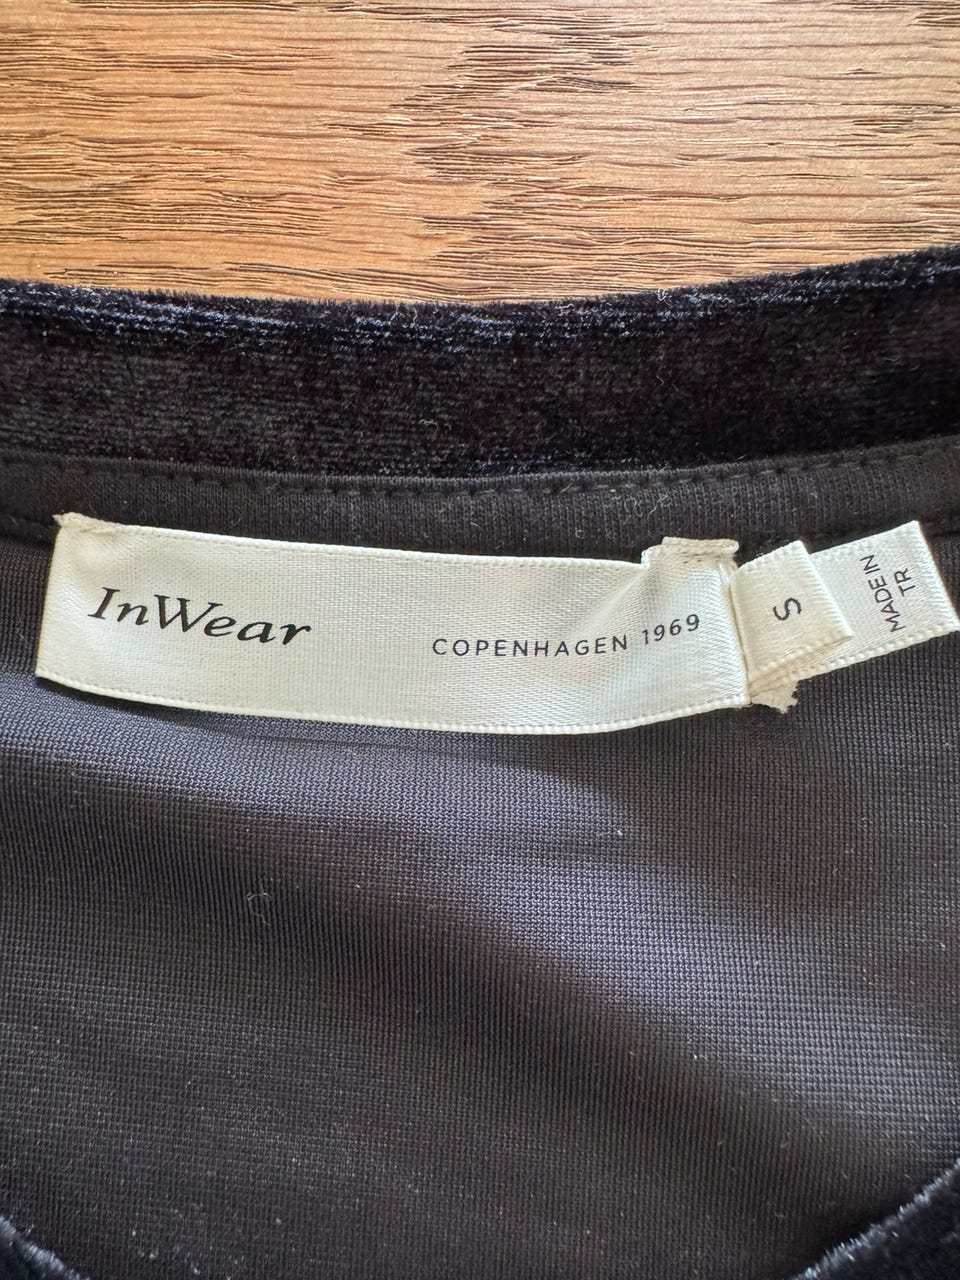 InWear
COPENHAGEN 1969
S
MADE IN
TR